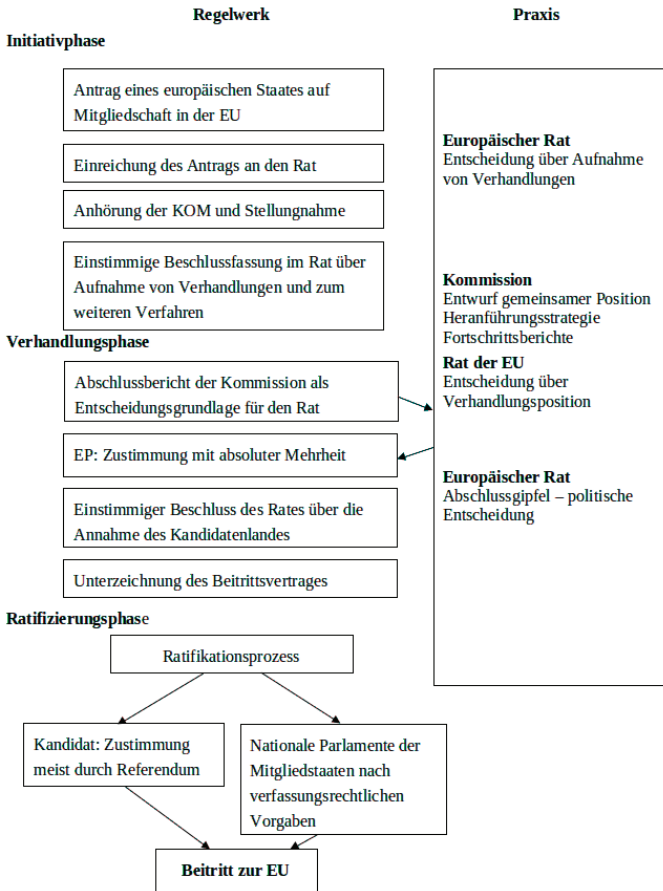 Regelwerk
Praxis
Initiativphase
Antrag eines europäischen Staates auf
Mitgliedschaft in der EU
Einreichung des Antrags an den Rat
Anhörung der KOM und Stellungnahme
Einstimmige Beschlussfassung im Rat über
Aufnahme von Verhandlungen und zum
weiteren Verfahren
Verhandlungsphase
Abschlussbericht der Kommission als
Entscheidungsgrundlage für den Rat
EP: Zustimmung mit absoluter Mehrheit
Einstimmiger Beschluss des Rates über die
Annahme des Kandidatenlandes
Unterzeichnung des Beitrittsvertrages
Europäischer Rat
Entscheidung über Aufnahme
von Verhandlungen
Kommission
Entwurf gemeinsamer Position
Heranführungsstrategie
Fortschrittsberichte
Rat der EU
Entscheidung über
Verhandlungsposition
Europäischer Rat
Abschlussgipfel – politische
Entscheidung
Ratifizierungsphase
Ratifikationsprozess
Kandidat: Zustimmung
meist durch Referendum
Nationale Parlamente der
Mitgliedstaaten nach
verfassungsrechtlichen
Vorgaben
Beitritt zur EU